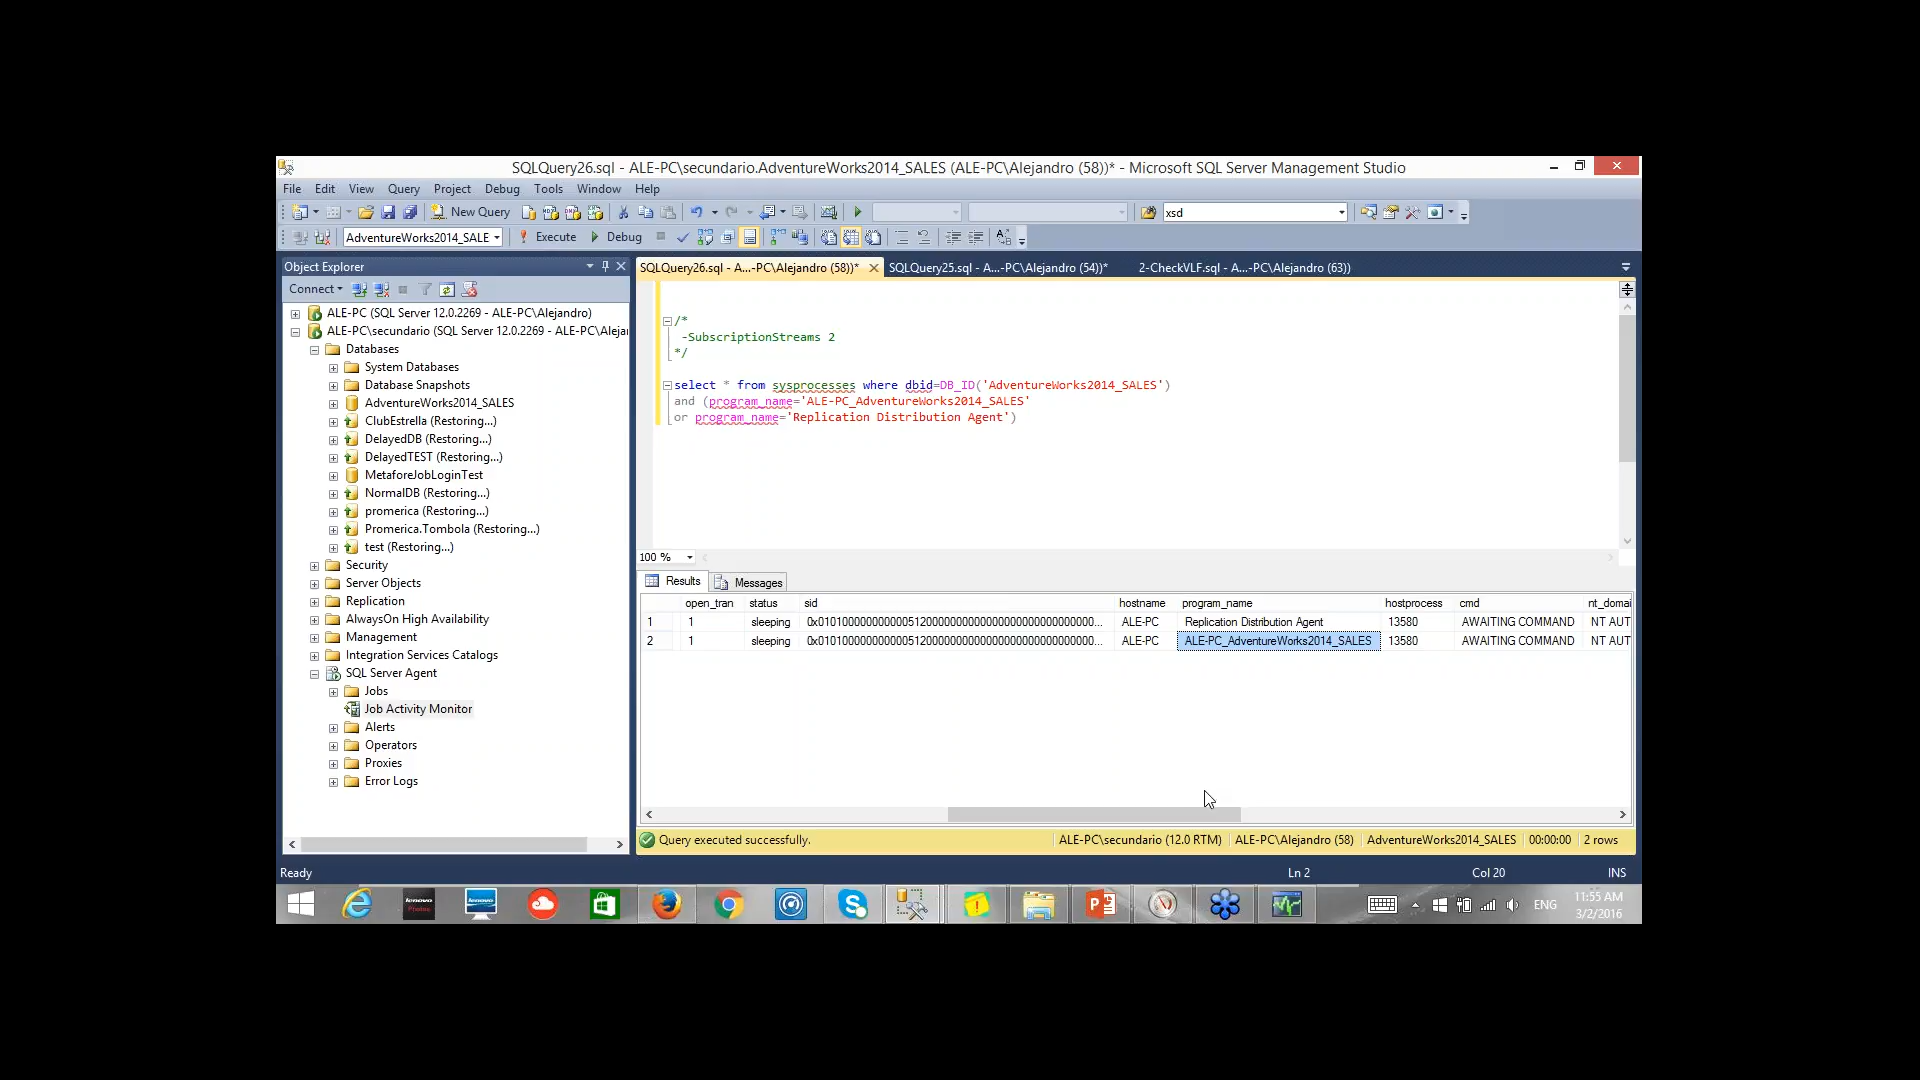 SQLQuery26.sql - ALE-PC\secundario.AdventureWorks2014_SALES (ALE-PC\Alejandro (58))* - Microsoft SQL Server Management Studio
File Edit View Query Project Debug Tools Window Help
New Query xsd
AdventureWorks2014_SALE Execute Debug
Object Explorer
Connect
ALE-PC (SQL Server 12.0.2269 - ALE-PC\Alejandro)
ALE-PC\secundario (SQL Server 12.0.2269 - ALE-PC\Aleja
Databases
System Databases
Database Snapshots
AdventureWorks2014_SALES
ClubEstrella (Restoring...)
DelayedDB (Restoring...)
DelayedTEST (Restoring...)
MetaforeJobLoginTest
NormalDB (Restoring...)
promerica (Restoring...)
Promerica.Tombola (Restoring...)
test (Restoring...)
Security
Server Objects
Replication
AlwaysOn High Availability
Management
Integration Services Catalogs
SQL Server Agent
Jobs
Job Activity Monitor
Alerts
Operators
Proxies
Error Logs
SQLQuery26.sql - A...-PC\Alejandro (58))* SQLQuery25.sql - A...-PC\Alejandro (54))* 2-CheckVLF.sql - A...-PC\Alejandro (63))
/*
-SubscriptionStreams 2
*/
select * from sysprocesses where dbid=DB_ID('AdventureWorks2014_SALES')
and (program_name='ALE-PC_AdventureWorks2014_SALES'
or program_name='Replication Distribution Agent')
100 %
Results Messages
open_tran status sid hostname program_name hostprocess cmd nt_domai
1 1 sleeping ALE-PC Replication Distribution Agent 13580 AWAITING COMMAND NT AUT
2 1 sleeping ALE-PC ALE-PC_AdventureWorks2014_SALES 13580 AWAITING COMMAND NT AUT
Query executed successfully. ALE-PC\secundario (12.0 RTM) ALE-PC\Alejandro (58) AdventureWorks2014_SALES 00:00:00 2 rows
Ready Ln 2 Col 20 INS
lenovo ENG 11:55 AM
3/2/2016